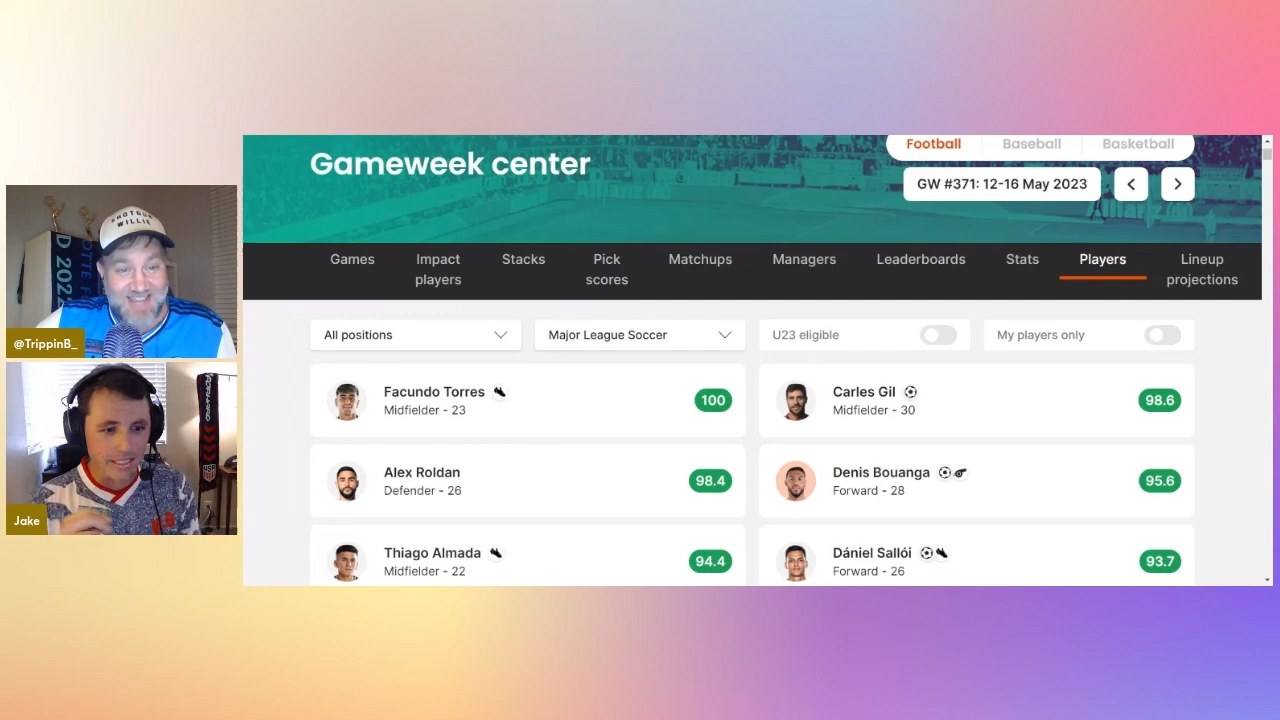 SHOTGUN
WILLIE
@TrippinB_
Jake
Gameweek center
Football
Baseball
Basketball
GW #371: 12-16 May 2023
Games
Impact players
Stacks
Pick scores
Matchups
Managers
Leaderboards
Stats
Players
Lineup projections
All positions
Major League Soccer
U23 eligible
My players only
Facundo Torres
Midfielder - 23
100
Carles Gil
Midfielder - 30
98.6
Alex Roldan
Defender - 26
98.4
Denis Bouanga
Forward - 28
95.6
Thiago Almada
Midfielder - 22
94.4
Dániel Sallói
Forward - 26
93.7